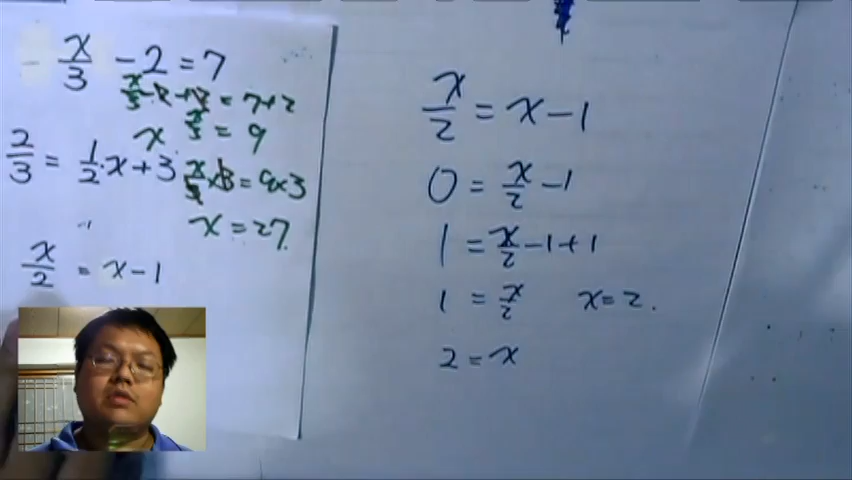 x/3 - 2 = 7
x/3 - 2 + 2 = 7+2
x/3 = 9
x/3 × 3 = 9×3
x = 27
2/3 = 1/2 · x + 3
x/2 = x - 1
x/2 = x - 1
0 = x/2 - 1
1 = x/2 - 1 + 1
1 = x/2 x = 2.
2 = x